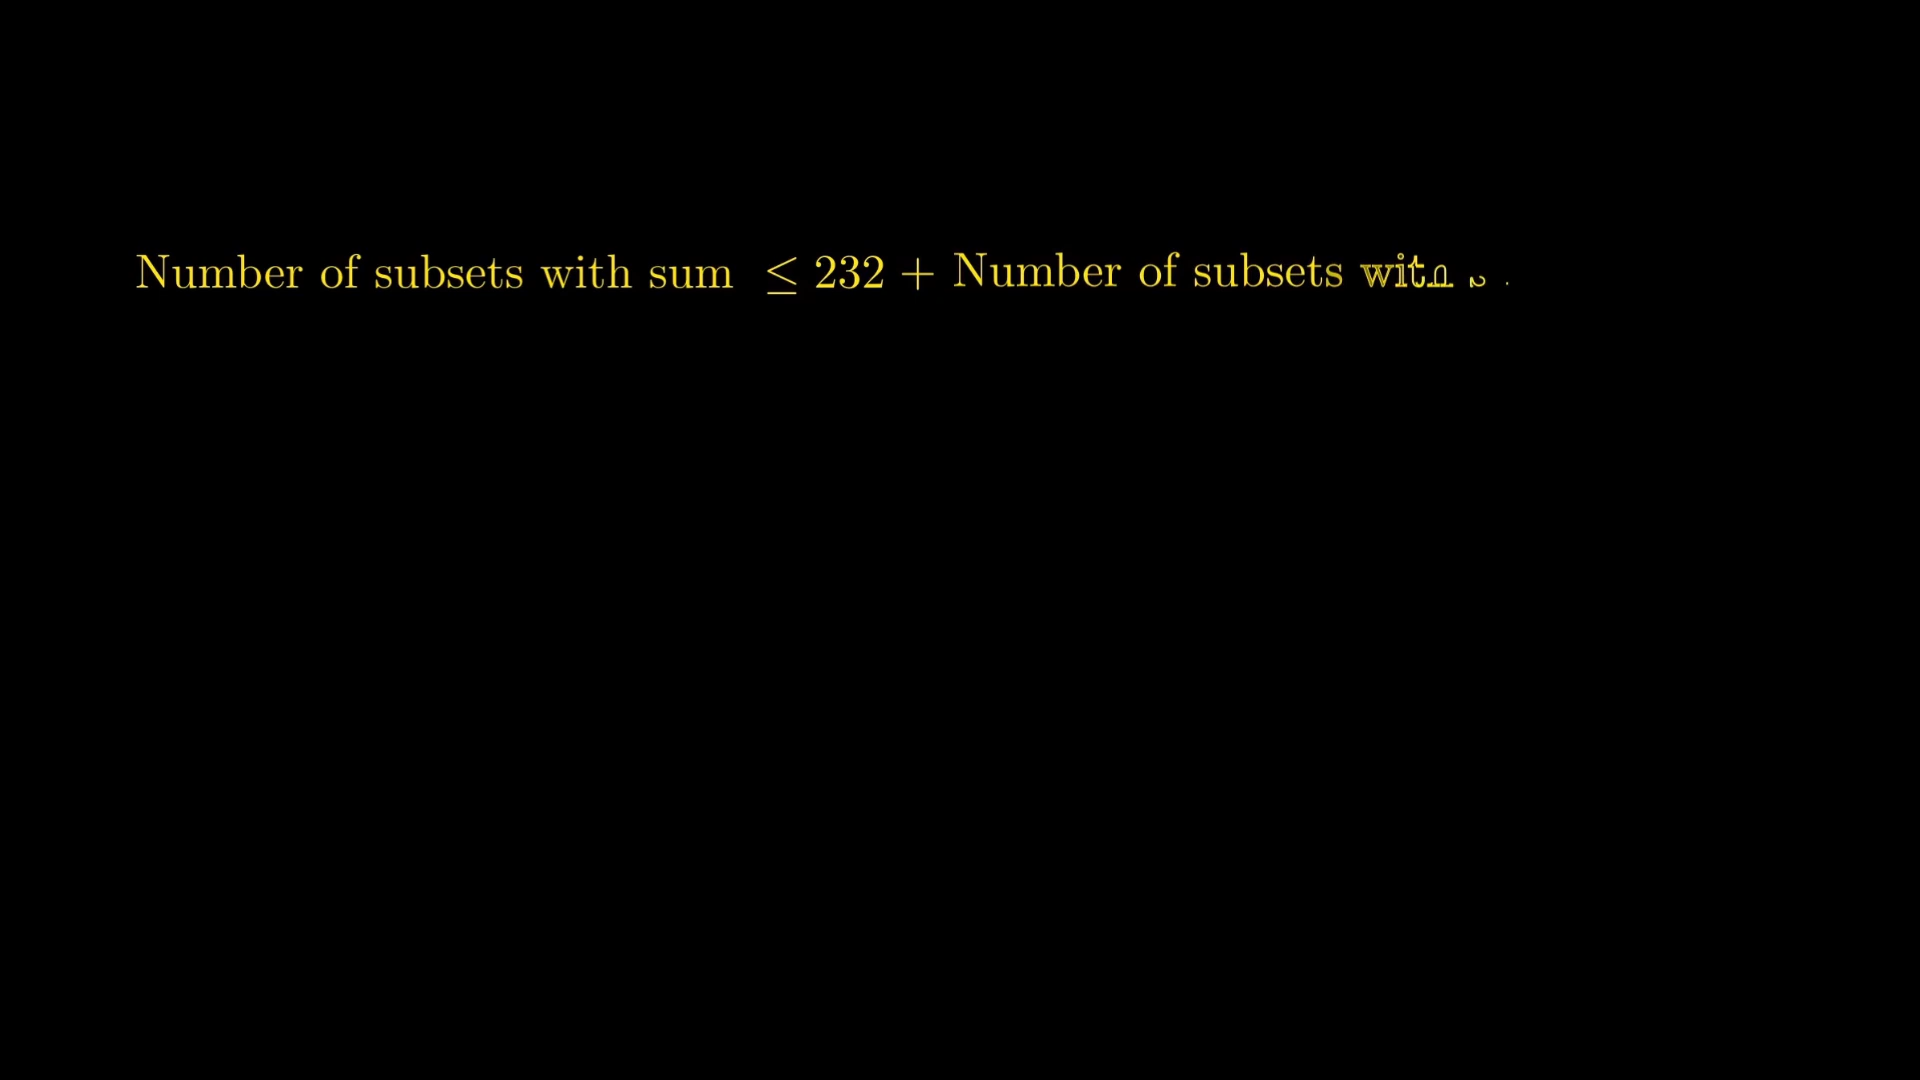 Number of subsets with sum ≤ 232 + Number of subsets